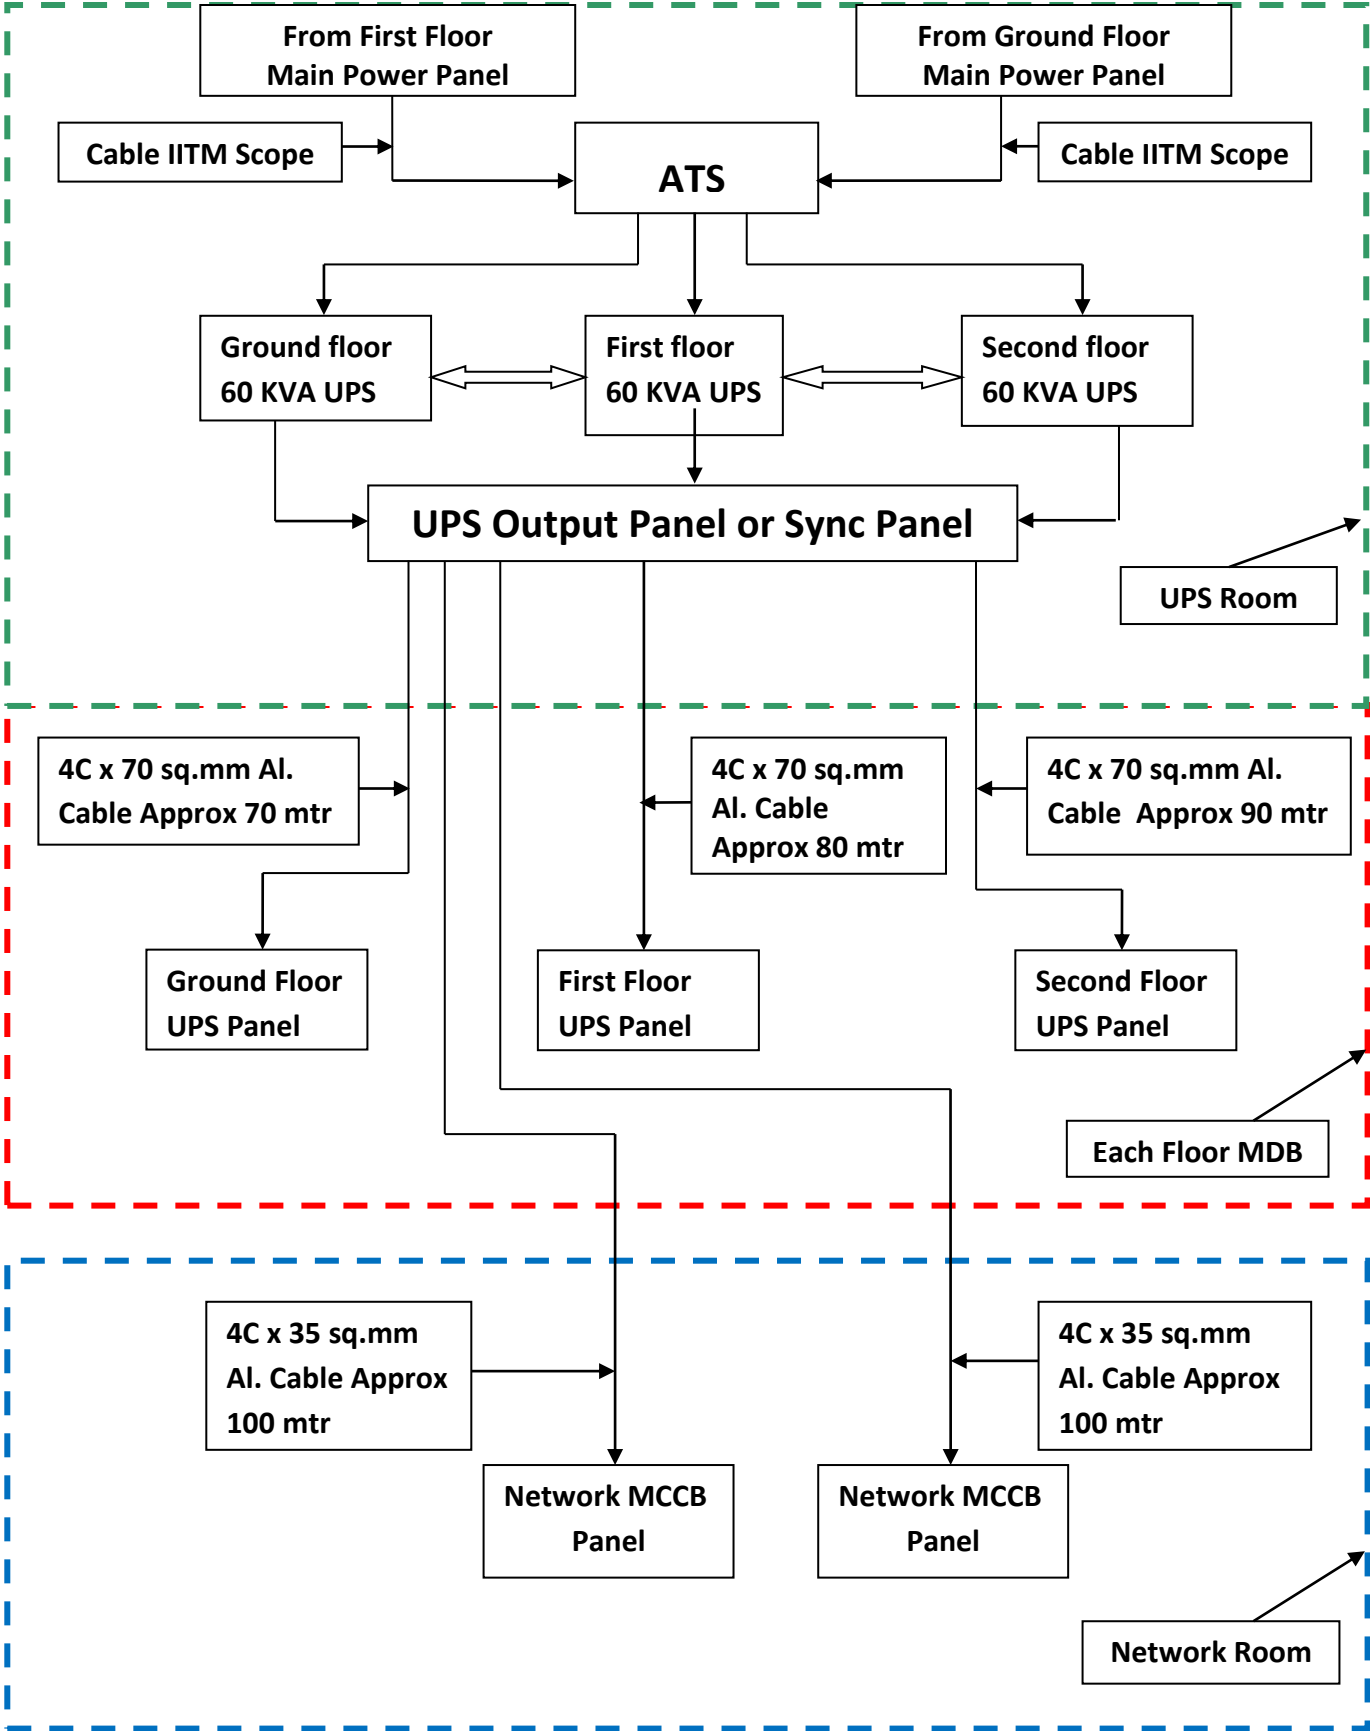 From First Floor
Main Power Panel
From Ground Floor
Main Power Panel
Cable IITM Scope
ATS
Cable IITM Scope
Ground floor
60 KVA UPS
First floor
60 KVA UPS
Second floor
60 KVA UPS
UPS Output Panel or Sync Panel
UPS Room
4C x 70 sq.mm Al.
Cable Approx 70 mtr
4C x 70 sq.mm
Al. Cable
Approx 80 mtr
4C x 70 sq.mm Al.
Cable  Approx 90 mtr
Ground Floor
UPS Panel
First Floor
UPS Panel
Second Floor
UPS Panel
Each Floor MDB
4C x 35 sq.mm
Al. Cable Approx
100 mtr
4C x 35 sq.mm
Al. Cable Approx
100 mtr
Network MCCB
Panel
Network MCCB
Panel
Network Room